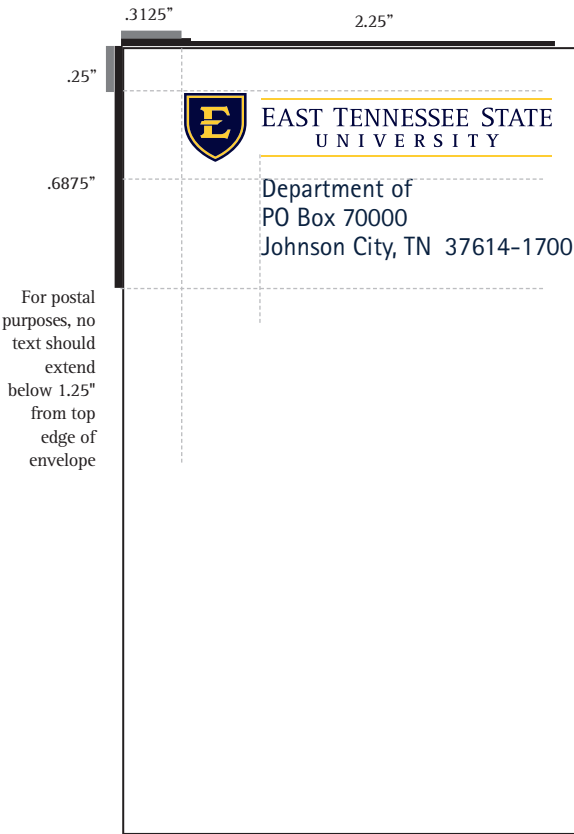 .3125”
2.25”
.25”
E
EAST TENNESSEE STATE
UNIVERSITY
.6875”
Department of
PO Box 70000
Johnson City, TN  37614-1700
For postal
purposes, no
text should
extend
below 1.25"
from top
edge of
envelope